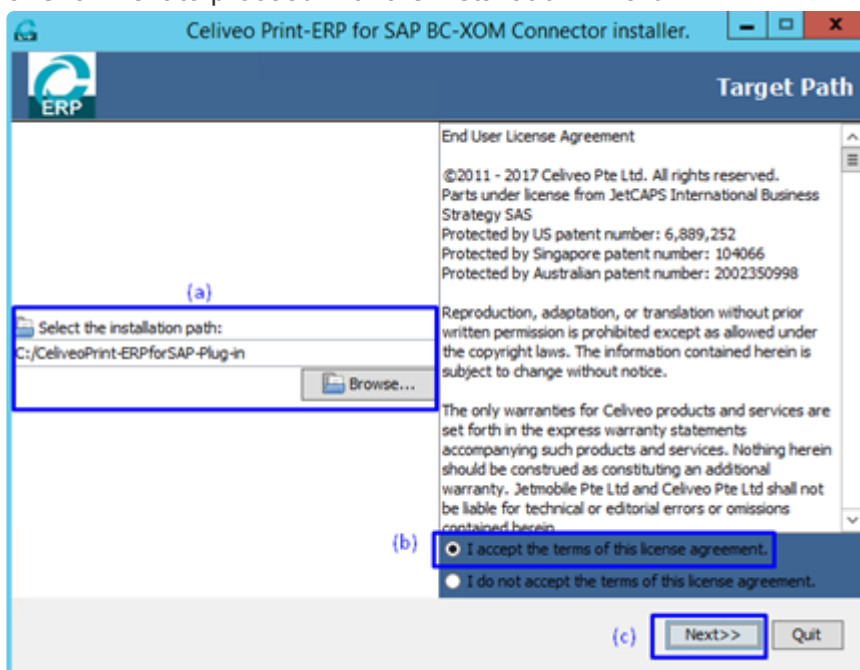 Celiveo Print-ERP for SAP BC-XOM Connector installer.
ERP
Target Path
End User License Agreement
©2011 - 2017 Celiveo Pte Ltd. All rights reserved.
Parts under license from JetCAPS International Business
Strategy SAS
Protected by US patent number: 6,889,252
Protected by Singapore patent number: 104066
Protected by Australian patent number: 2002350998
(a)
Select the installation path:
C:/CeliveoPrint-ERPforSAP-Plug-in
Browse...
Reproduction, adaptation, or translation without prior
written permission is prohibited except as allowed under
the copyright laws. The information contained herein is
subject to change without notice.
The only warranties for Celiveo products and services are
set forth in the express warranty statements
accompanying such products and services. Nothing herein
should be construed as constituting an additional
warranty. Jetmobile Pte Ltd and Celiveo Pte Ltd shall not
be liable for technical or editorial errors or omissions
contained herein.
(b)
I accept the terms of this license agreement.
I do not accept the terms of this license agreement.
(c)
Next>>
Quit